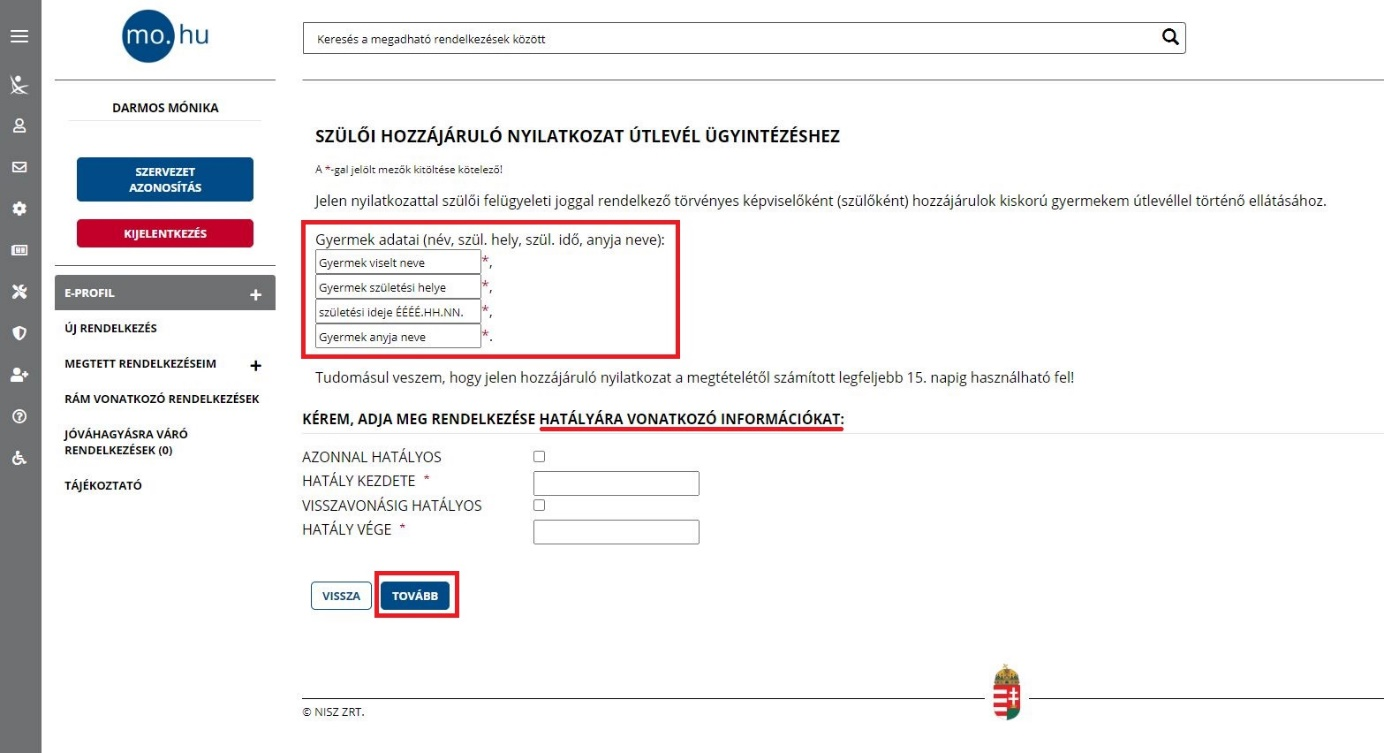 mo.hu
Keresés a megadható rendelkezések között
DARMOS MÓNIKA
SZERVEZET
AZONOSÍTÁS
KIJELENTKEZÉS
E-PROFIL
ÚJ RENDELKEZÉS
MEGTETT RENDELKEZÉSEIM
RÁM VONATKOZÓ RENDELKEZÉSEK
JÓVÁHAGYÁSRA VÁRÓ
RENDELKEZÉSEK (0)
TÁJÉKOZTATÓ
SZÜLŐI HOZZÁJÁRULÓ NYILATKOZAT ÚTLEVÉL ÜGYINTÉZÉSHEZ
A *-gal jelölt mezők kitöltése kötelező!
Jelen nyilatkozattal szülői felügyeleti joggal rendelkező törvényes képviselőként (szülőként) hozzájárulok kiskorú gyermekem útlevéllel történő ellátásához.
Gyermek adatai (név, szül. hely, szül. idő, anyja neve):
Gyermek viselt neve *,
Gyermek születési helye *,
születési ideje ÉÉÉÉ.HH.NN. *,
Gyermek anyja neve *.
Tudomásul veszem, hogy jelen hozzájáruló nyilatkozat a megtételétől számított legfeljebb 15. napig használható fel!
KÉREM, ADJA MEG RENDELKEZÉSE HATÁLYÁRA VONATKOZÓ INFORMÁCIÓKAT:
AZONNAL HATÁLYOS
HATÁLY KEZDETE *
VISSZAVONÁSIG HATÁLYOS
HATÁLY VÉGE *
VISSZA TOVÁBB
© NISZ ZRT.